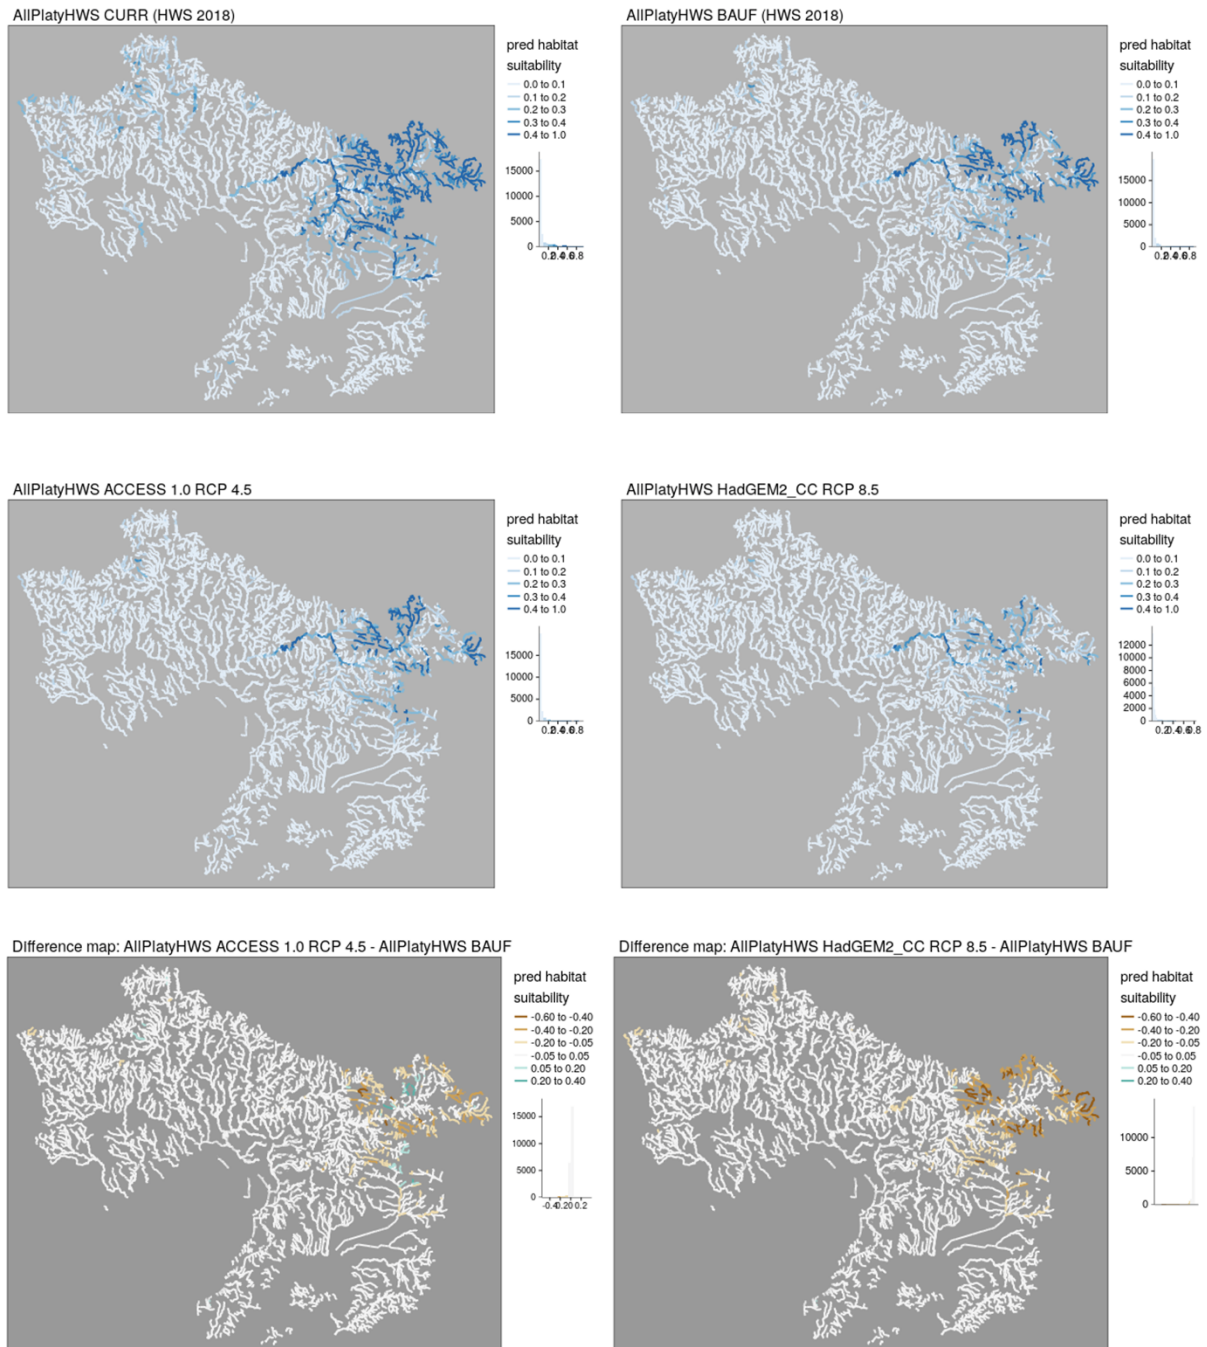 AllPlatyHWS CURR (HWS 2018)
pred habitat
suitability
0.0 to 0.1
0.1 to 0.2
0.2 to 0.3
0.3 to 0.4
0.4 to 1.0
15000
10000
5000
0
AllPlatyHWS BAUF (HWS 2018)
pred habitat
suitability
0.0 to 0.1
0.1 to 0.2
0.2 to 0.3
0.3 to 0.4
0.4 to 1.0
15000
10000
5000
0
AllPlatyHWS ACCESS 1.0 RCP 4.5
pred habitat
suitability
0.0 to 0.1
0.1 to 0.2
0.2 to 0.3
0.3 to 0.4
0.4 to 1.0
15000
10000
5000
0
AllPlatyHWS HadGEM2_CC RCP 8.5
pred habitat
suitability
0.0 to 0.1
0.1 to 0.2
0.2 to 0.3
0.3 to 0.4
0.4 to 1.0
12000
10000
8000
6000
4000
2000
0
Difference map: AllPlatyHWS ACCESS 1.0 RCP 4.5 - AllPlatyHWS BAUF
pred habitat
suitability
-0.60 to -0.40
-0.40 to -0.20
-0.20 to -0.05
-0.05 to 0.05
0.05 to 0.20
0.20 to 0.40
15000
10000
5000
0
Difference map: AllPlatyHWS HadGEM2_CC RCP 8.5 - AllPlatyHWS BAUF
pred habitat
suitability
-0.60 to -0.40
-0.40 to -0.20
-0.20 to -0.05
-0.05 to 0.05
0.05 to 0.20
0.20 to 0.40
10000
5000
0